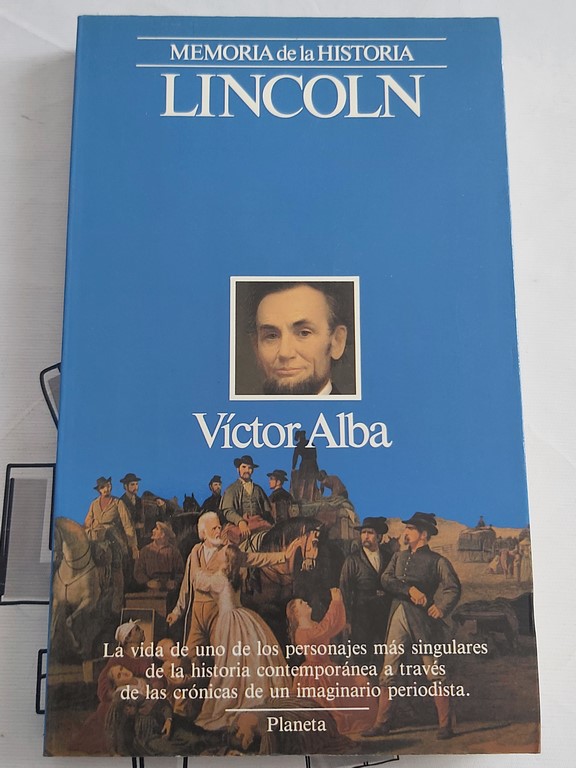 MEMORIA de la HISTORIA
LINCOLN
Víctor Alba
La vida de uno de los personajes más singulares
de la historia contemporánea a través
de las crónicas de un imaginario periodista.
Planeta